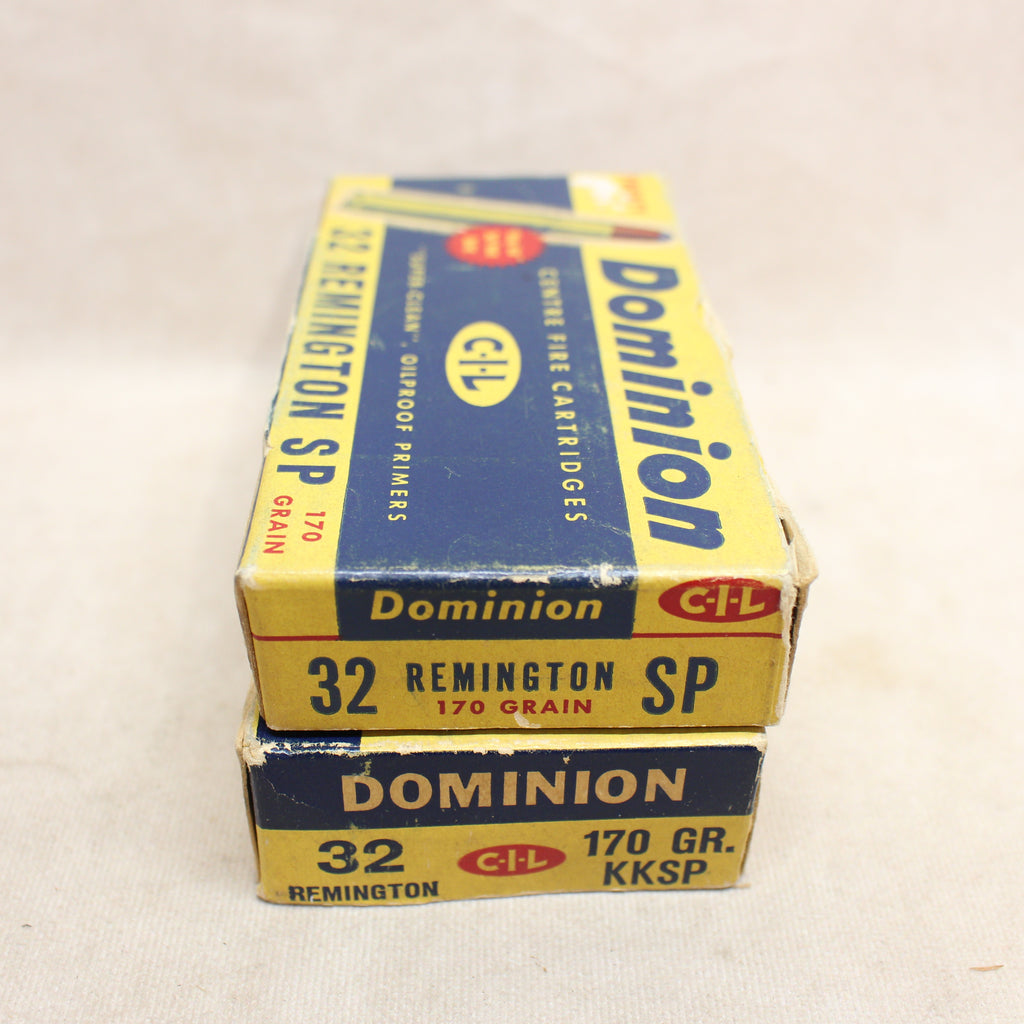 Dominion
CENTRE FIRE CARTRIDGES
C-I-L
"SUPER-CLEAN", OILPROOF PRIMERS
32 REMINGTON SP 170 GRAIN
Dominion
C-I-L
32 REMINGTON SP
170 GRAIN
DOMINION
32 C-I-L 170 GR.
REMINGTON KKSP